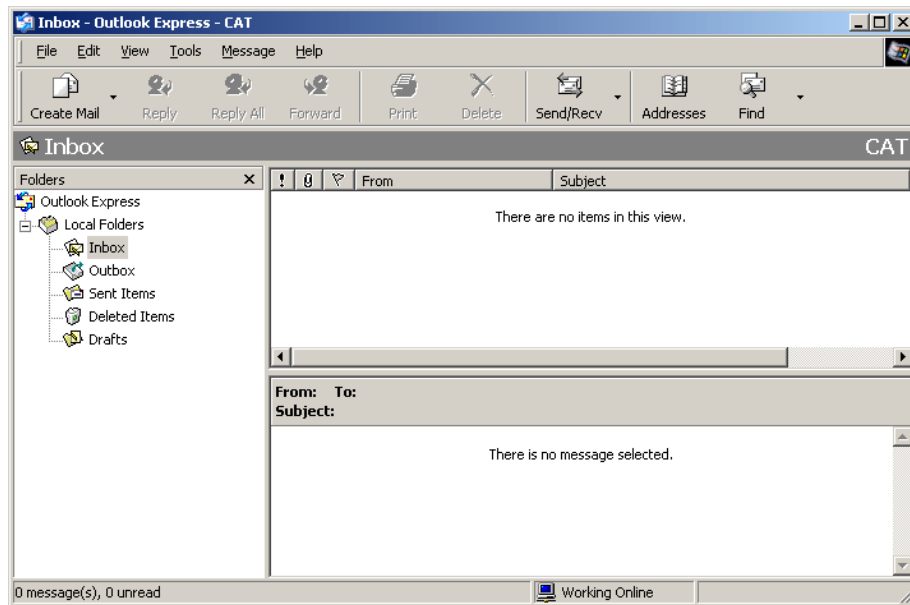 Inbox - Outlook Express - CAT
File Edit View Tools Message Help
Create Mail Reply Reply All Forward Print Delete Send/Recv Addresses Find
Inbox CAT
Folders
! From Subject
Outlook Express
Local Folders
Inbox
Outbox
Sent Items
Deleted Items
Drafts
There are no items in this view.
From: To:
Subject:
There is no message selected.
0 message(s), 0 unread Working Online